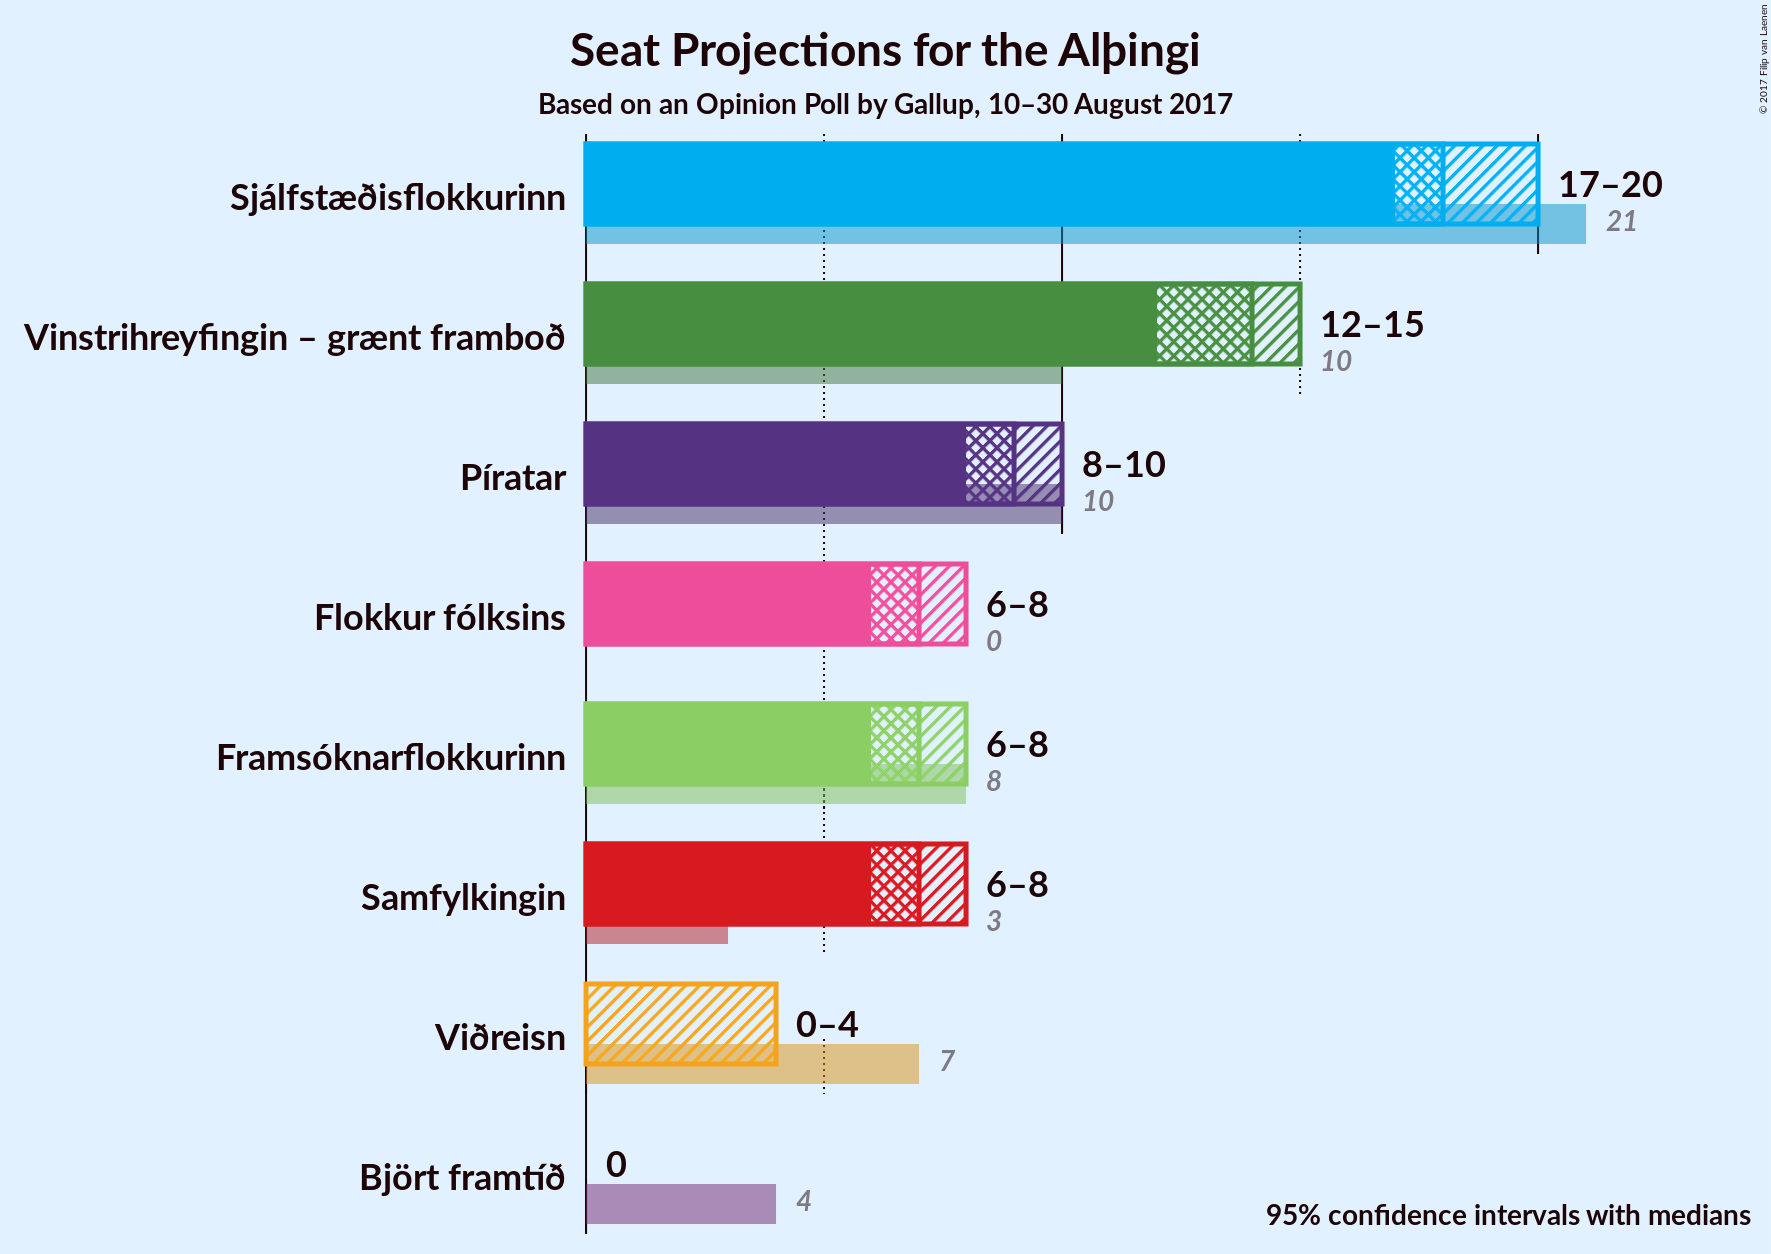 Seat Projections for the Alþingi
Based on an Opinion Poll by Gallup, 10–30 August 2017
© 2017 Filip van Laenen
Sjálfstæðisflokkurinn
17–20
21
Vinstrihreyfingin – grænt framboð
12–15
10
Píratar
8–10
10
Flokkur fólksins
6–8
0
Framsóknarflokkurinn
6–8
8
Samfylkingin
6–8
3
Viðreisn
0–4
7
Björt framtíð
0
4
95% confidence intervals with medians